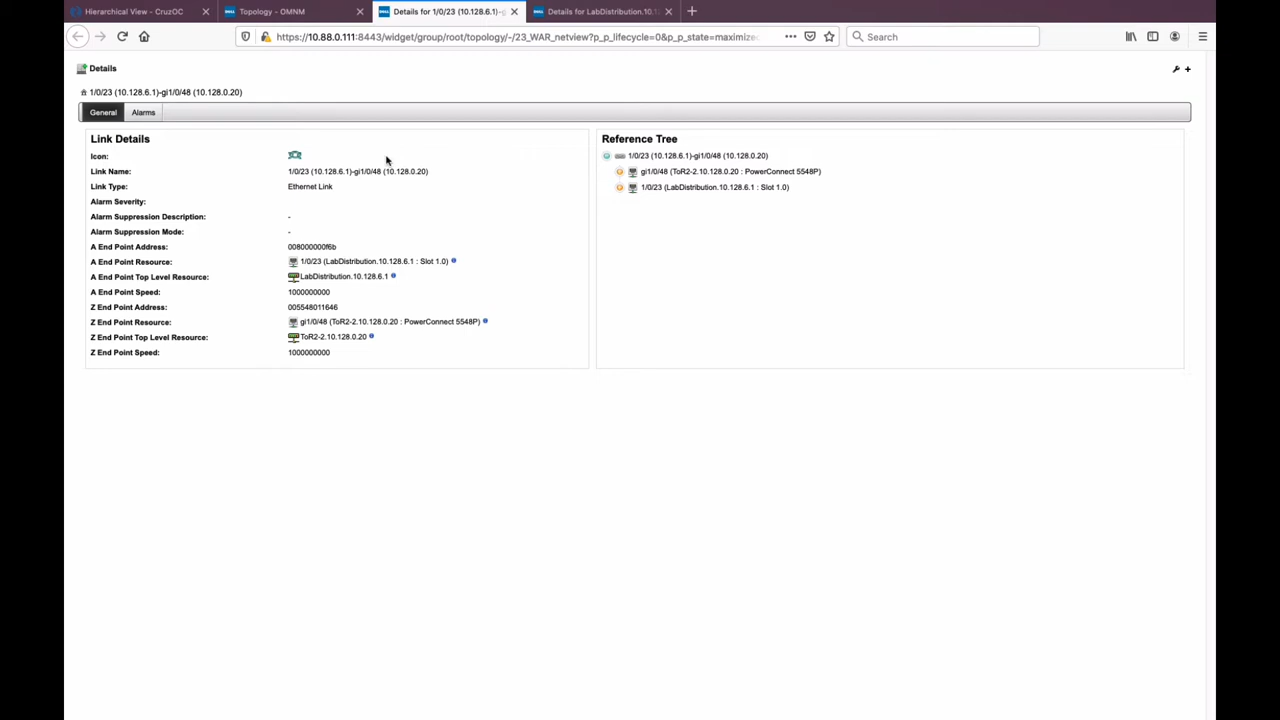 Hierarchical View - CruzOC
Topology - OMNM
Details for 1/0/23 (10.128.6.1)-g
Details for LabDistribution.10.1
https://10.88.0.111:8443/widget/group/root/topology/-/23_WAR_netview?p_p_lifecycle=0&p_p_state=maximize
Search
Details
1/0/23 (10.128.6.1)-gi1/0/48 (10.128.0.20)
General Alarms
Link Details
Icon:
Link Name: 1/0/23 (10.128.6.1)-gi1/0/48 (10.128.0.20)
Link Type: Ethernet Link
Alarm Severity:
Alarm Suppression Description: -
Alarm Suppression Mode: -
A End Point Address: 008000000f6b
A End Point Resource: 1/0/23 (LabDistribution.10.128.6.1 : Slot 1.0)
A End Point Top Level Resource: LabDistribution.10.128.6.1
A End Point Speed: 1000000000
Z End Point Address: 005548011646
Z End Point Resource: gi1/0/48 (ToR2-2.10.128.0.20 : PowerConnect 5548P)
Z End Point Top Level Resource: ToR2-2.10.128.0.20
Z End Point Speed: 1000000000
Reference Tree
1/0/23 (10.128.6.1)-gi1/0/48 (10.128.0.20)
gi1/0/48 (ToR2-2.10.128.0.20 : PowerConnect 5548P)
1/0/23 (LabDistribution.10.128.6.1 : Slot 1.0)